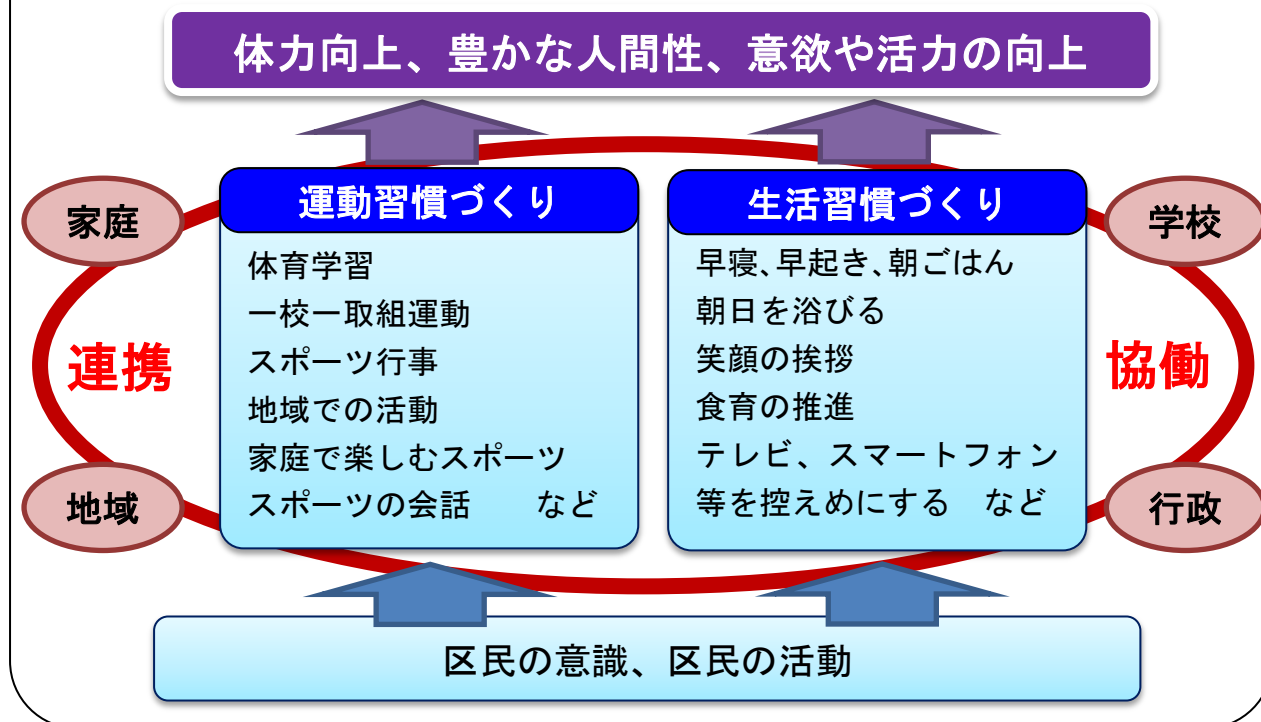 体力向上、豊かな人間性、意欲や活力の向上
家庭
学校
連携
協働
地域
行政
運動習慣づくり
体育学習
一校一取組運動
スポーツ行事
地域での活動
家庭で楽しむスポーツ
スポーツの会話　　など
生活習慣づくり
早寝、早起き、朝ごはん
朝日を浴びる
笑顔の挨拶
食育の推進
テレビ、スマートフォン
等を控えめにする　など
区民の意識、区民の活動